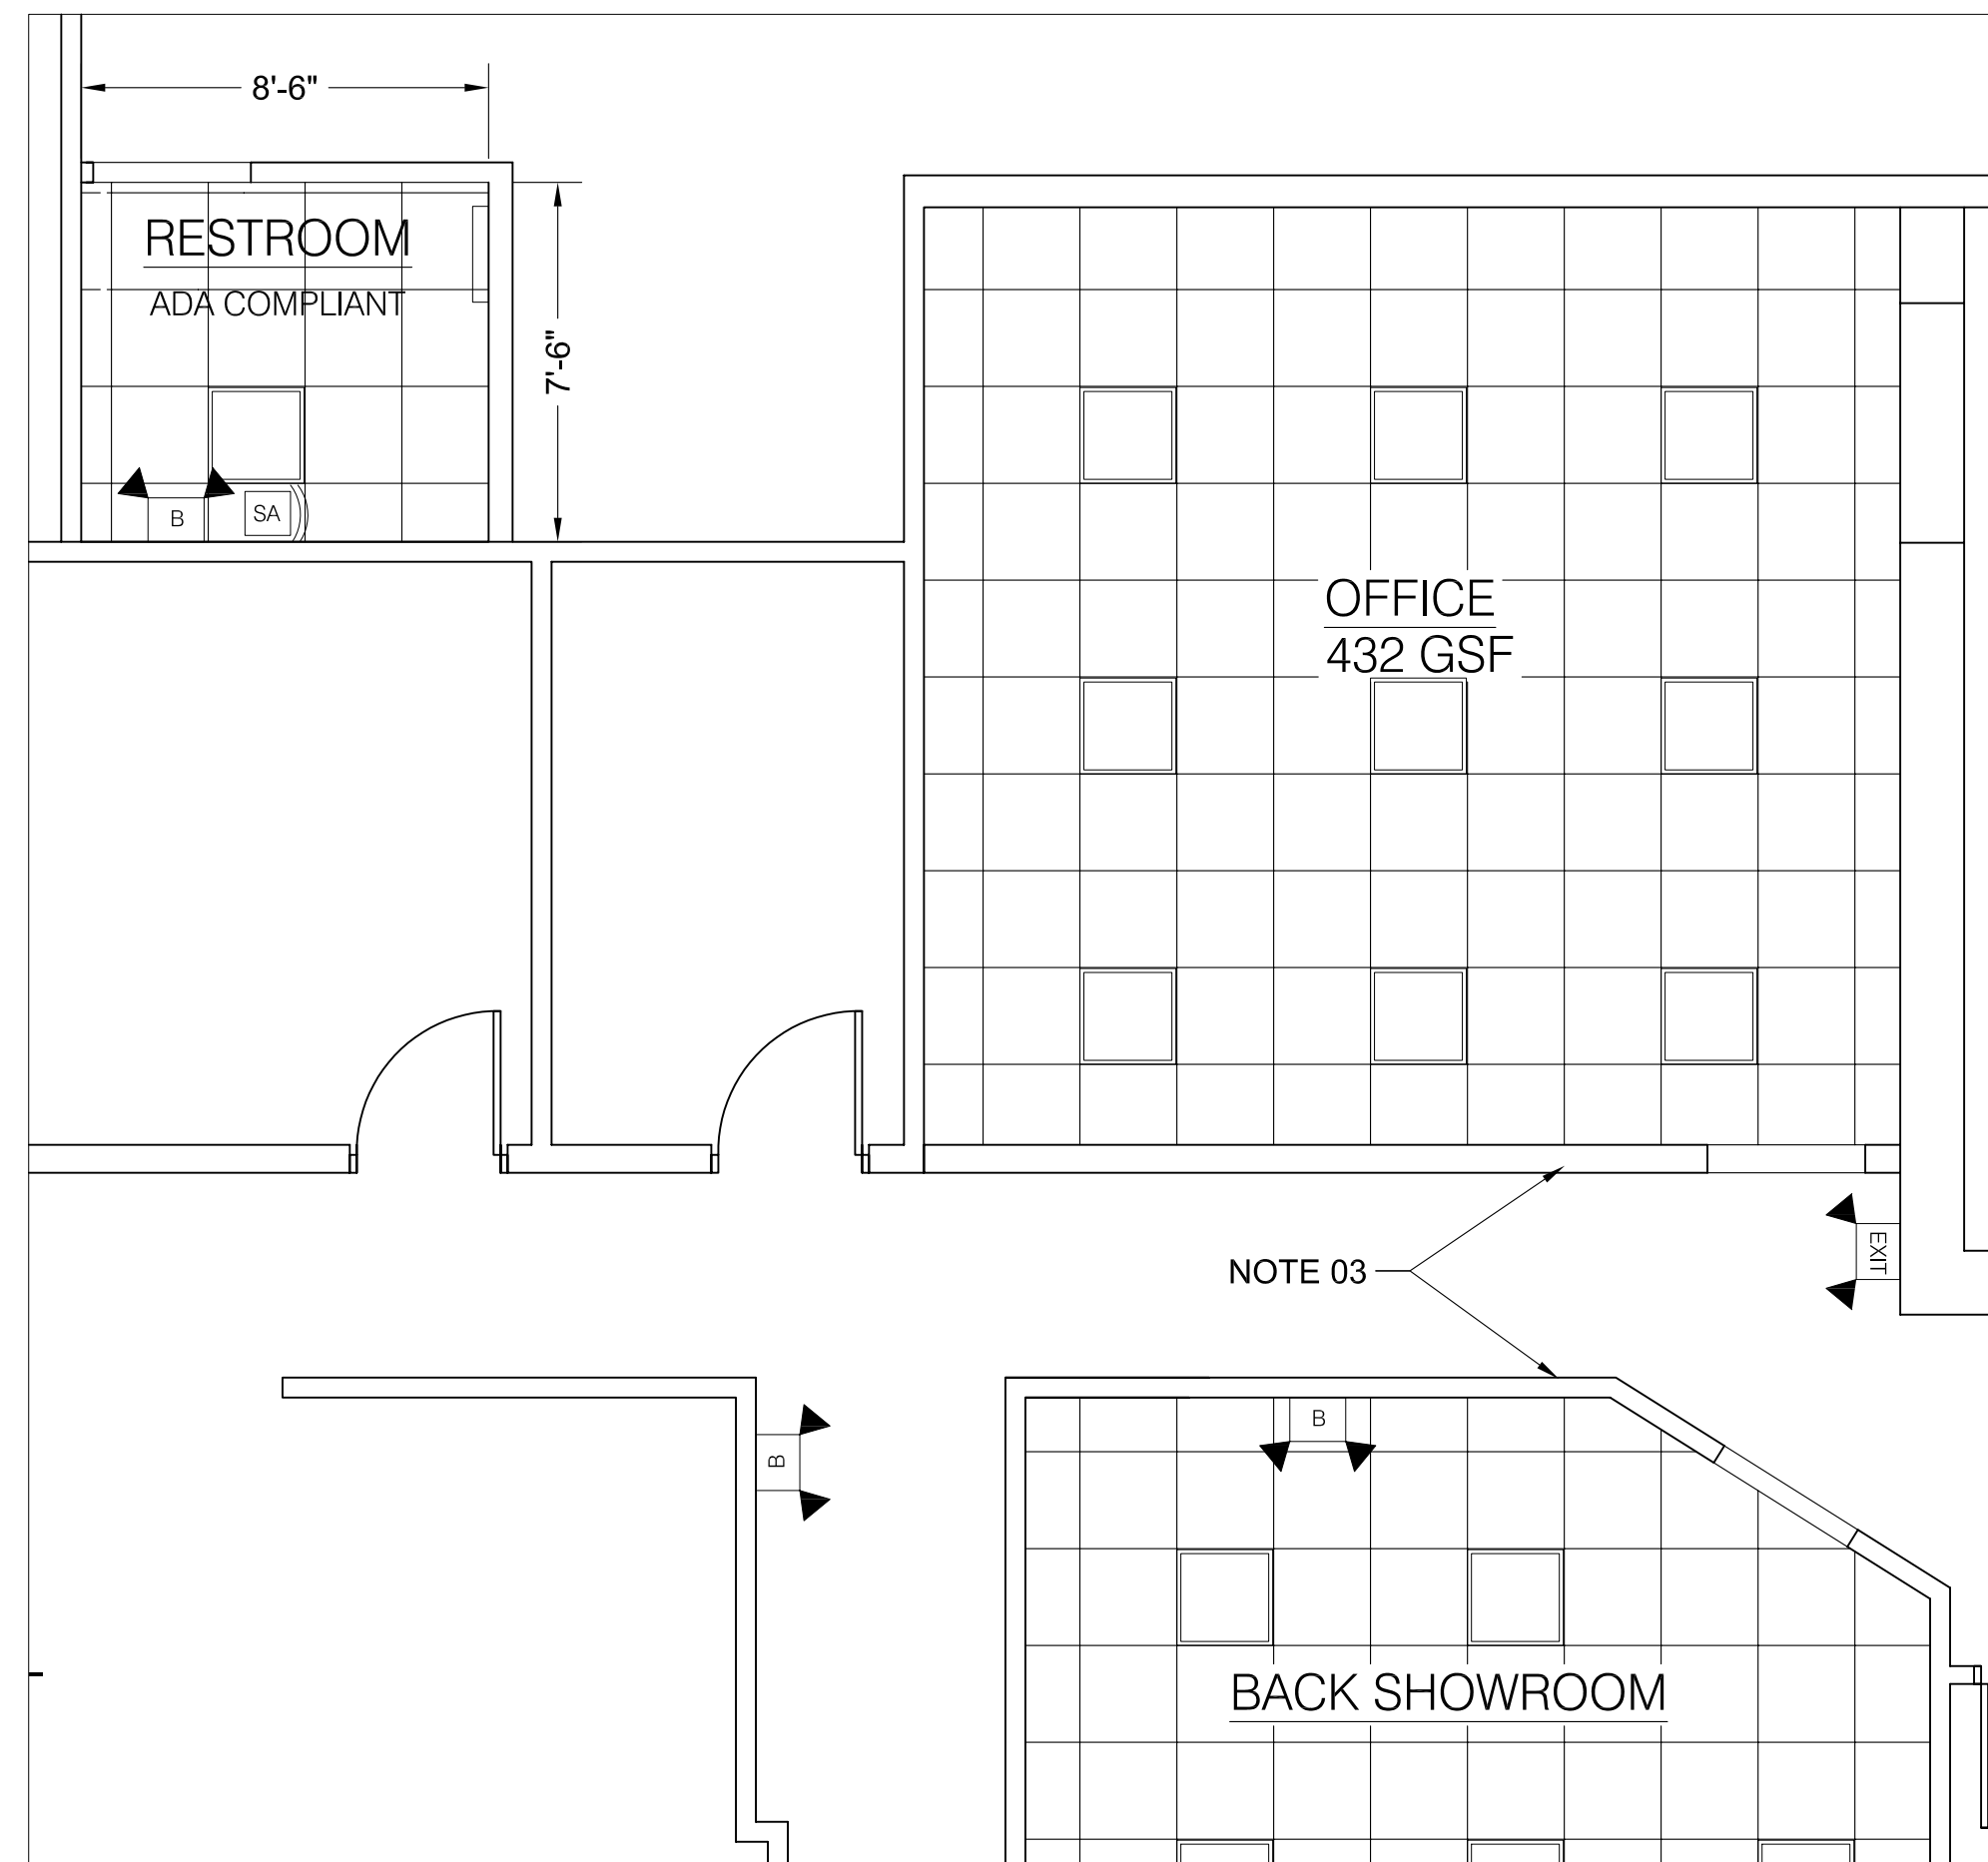 8'-6"
RESTROOM
ADA COMPLIANT
7'-6"
B
SA
OFFICE
432 GSF
NOTE 03
EXIT
B
B
BACK SHOWROOM